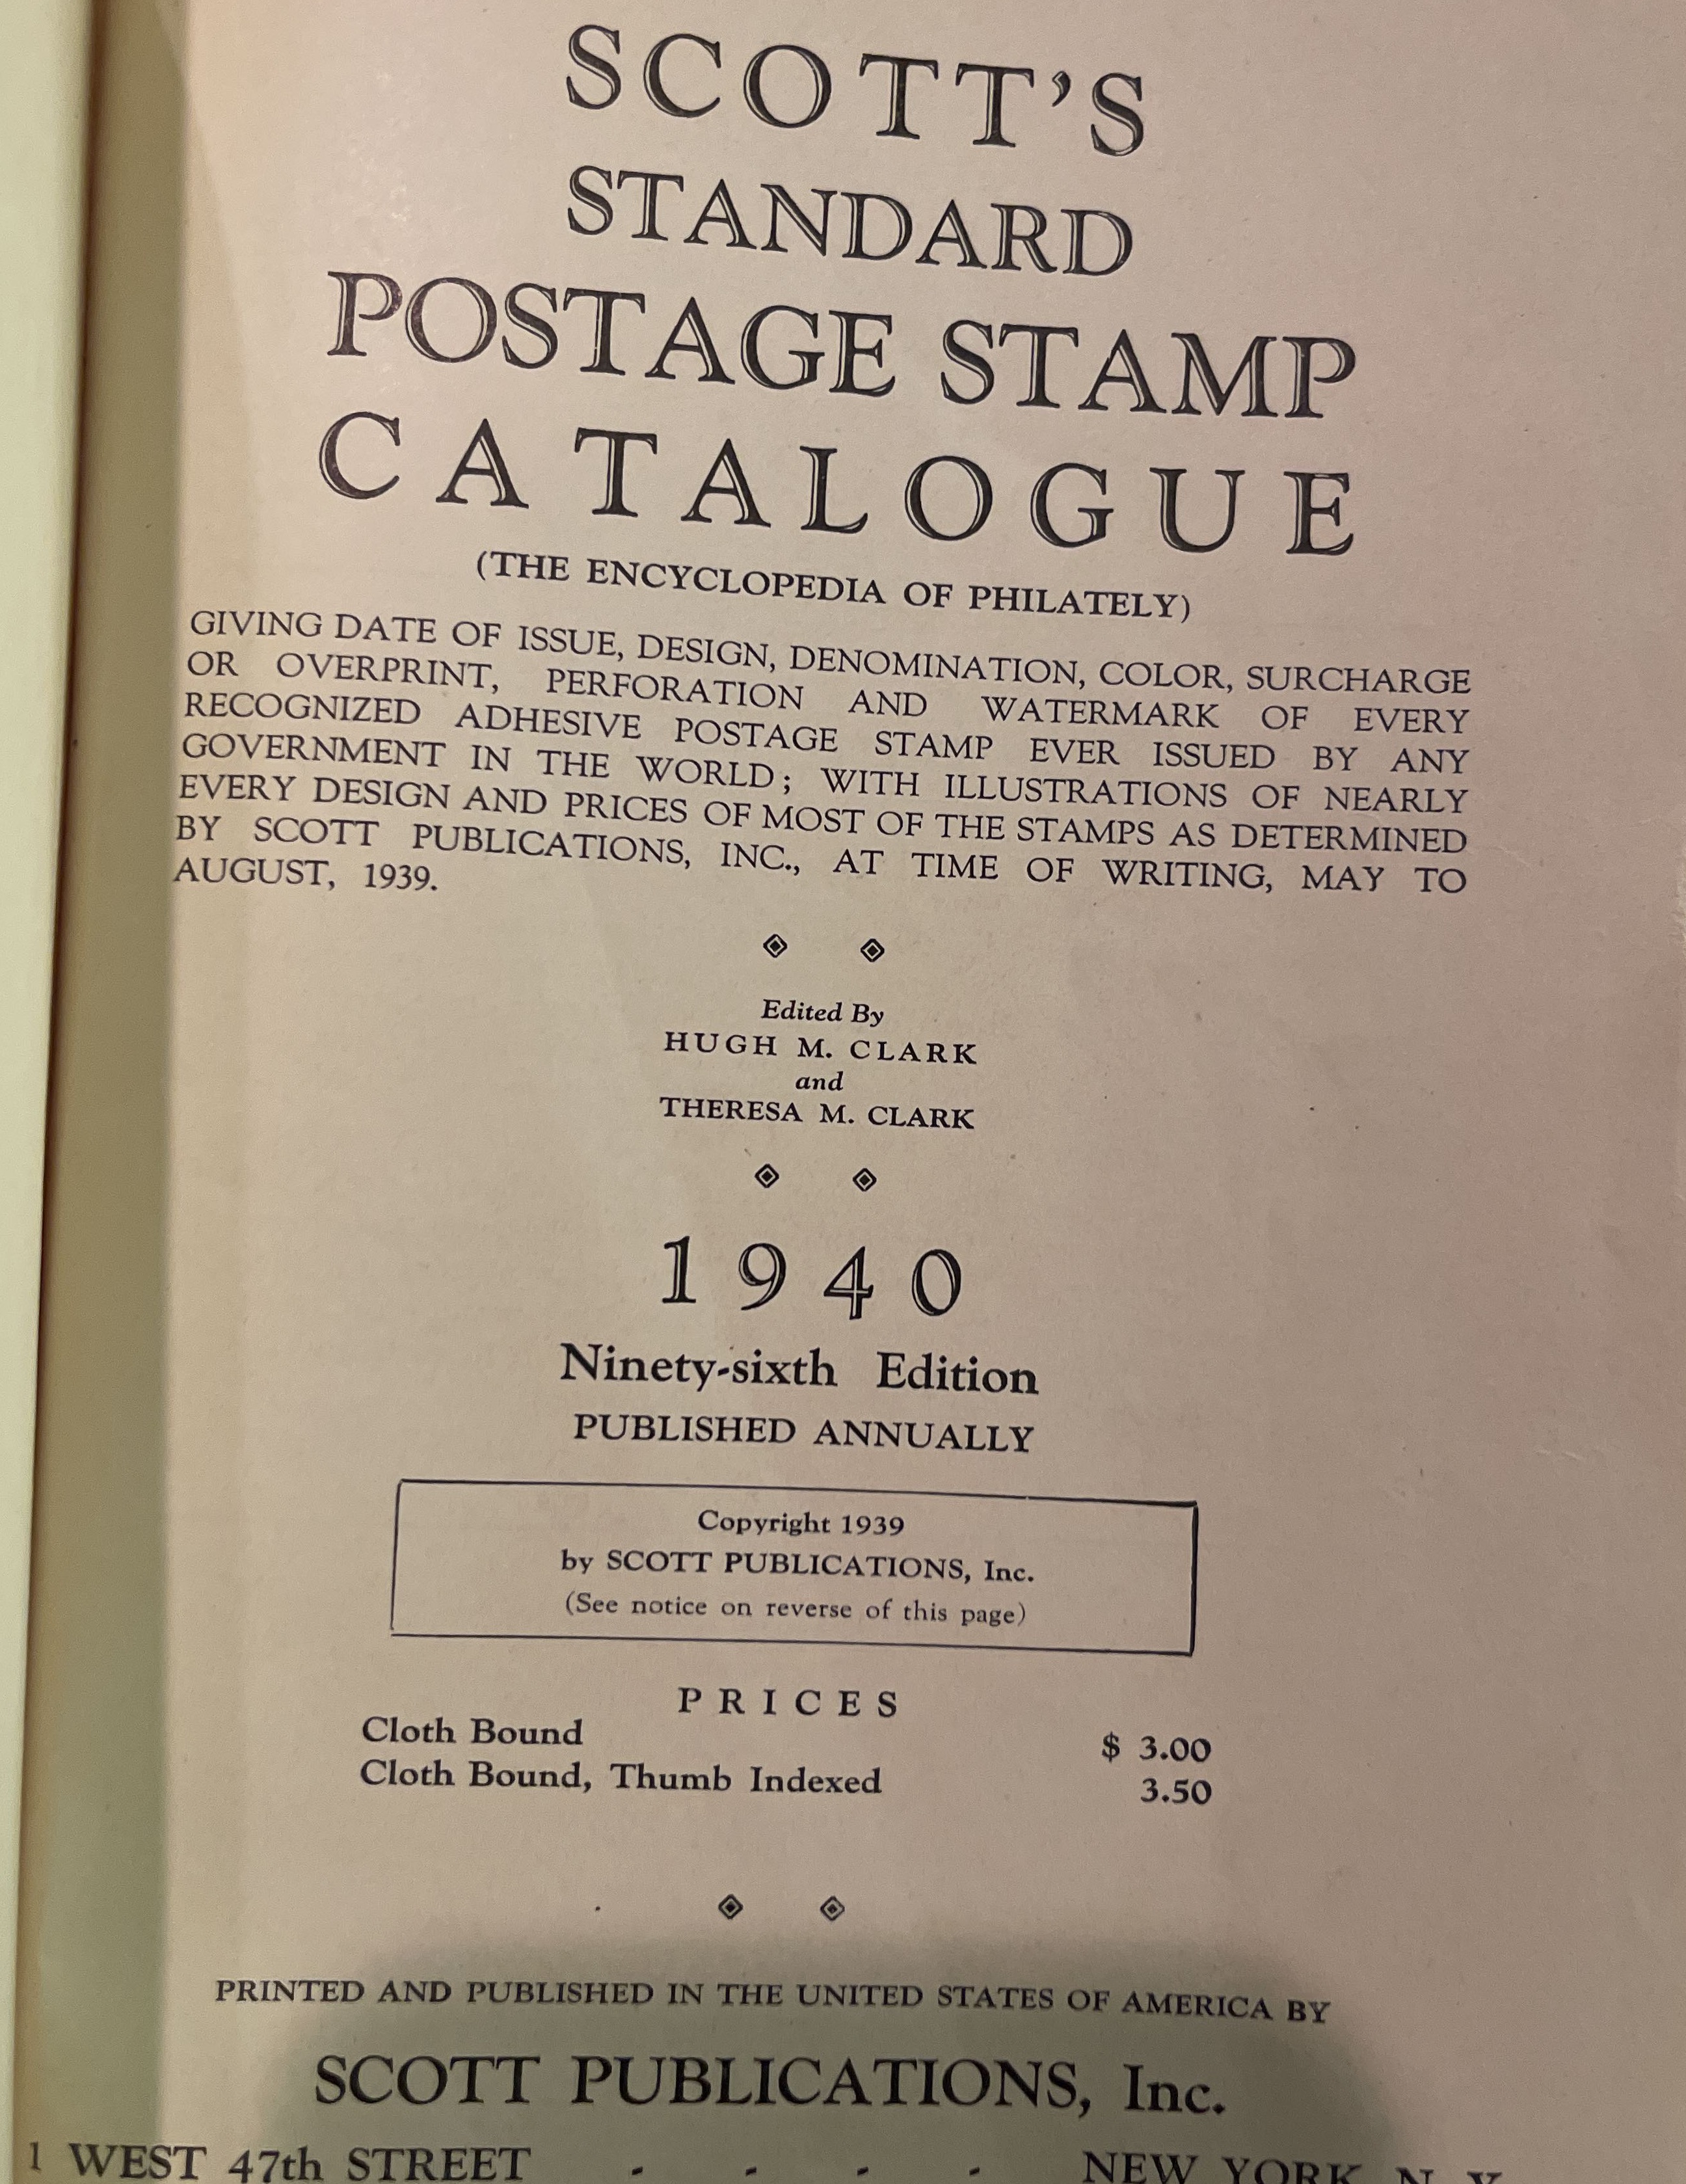 SCOTT'S
STANDARD
POSTAGE STAMP
CATALOGUE
(THE ENCYCLOPEDIA OF PHILATELY)
GIVING DATE OF ISSUE, DESIGN, DENOMINATION, COLOR, SURCHARGE
OR OVERPRINT, PERFORATION AND WATERMARK OF EVERY
RECOGNIZED ADHESIVE POSTAGE STAMP EVER ISSUED BY ANY
GOVERNMENT IN THE WORLD; WITH ILLUSTRATIONS OF NEARLY
EVERY DESIGN AND PRICES OF MOST OF THE STAMPS AS DETERMINED
BY SCOTT PUBLICATIONS, INC., AT TIME OF WRITING, MAY TO
AUGUST, 1939.
Edited By
HUGH M. CLARK
and
THERESA M. CLARK
1940
Ninety-sixth Edition
PUBLISHED ANNUALLY
Copyright 1939
by SCOTT PUBLICATIONS, Inc.
(See notice on reverse of this page)
PRICES
Cloth Bound $ 3.00
Cloth Bound, Thumb Indexed 3.50
PRINTED AND PUBLISHED IN THE UNITED STATES OF AMERICA BY
SCOTT PUBLICATIONS, Inc.
1 WEST 47th STREET - - - - NEW YORK, N. Y.